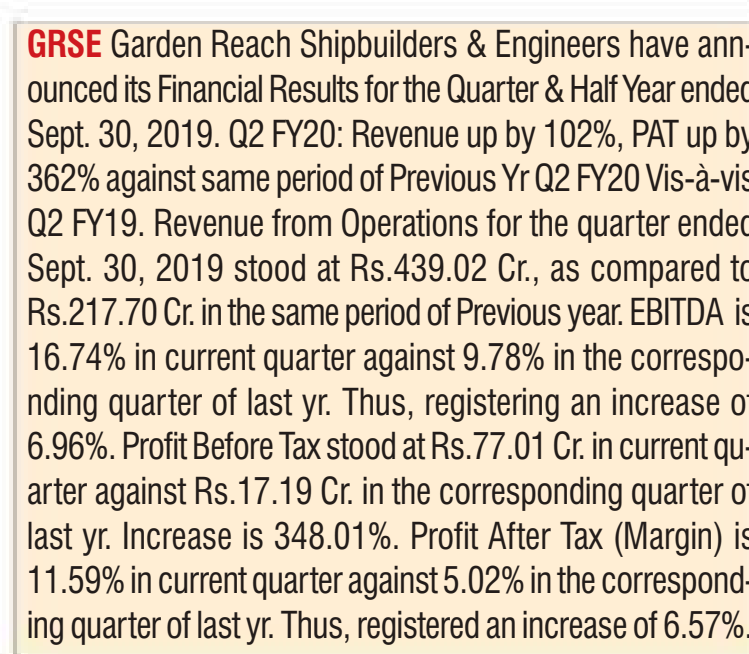 GRSE Garden Reach Shipbuilders & Engineers have ann-
ounced its Financial Results for the Quarter & Half Year ended
Sept. 30, 2019. Q2 FY20: Revenue up by 102%, PAT up by
362% against same period of Previous Yr Q2 FY20 Vis-à-vis
Q2 FY19. Revenue from Operations for the quarter ended
Sept. 30, 2019 stood at Rs.439.02 Cr., as compared to
Rs.217.70 Cr. in the same period of Previous year. EBITDA is
16.74% in current quarter against 9.78% in the correspo-
nding quarter of last yr. Thus, registering an increase of
6.96%. Profit Before Tax stood at Rs.77.01 Cr. in current qu-
arter against Rs.17.19 Cr. in the corresponding quarter of
last yr. Increase is 348.01%. Profit After Tax (Margin) is
11.59% in current quarter against 5.02% in the correspond-
ing quarter of last yr. Thus, registered an increase of 6.57%.